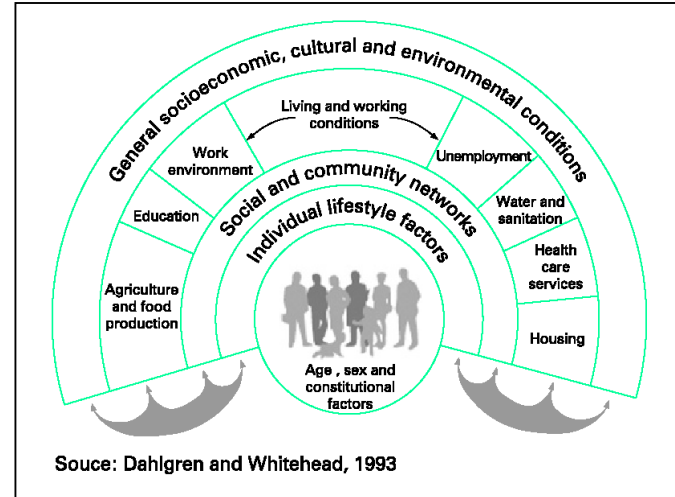 General socioeconomic, cultural and environmental conditions
Living and working
conditions
Work
environment
Unemployment
Education
Water and
sanitation
Social and community networks
Individual lifestyle factors
Health
care
services
Agriculture
and food
production
Housing
Age , sex and
constitutional
factors
Souce: Dahlgren and Whitehead, 1993